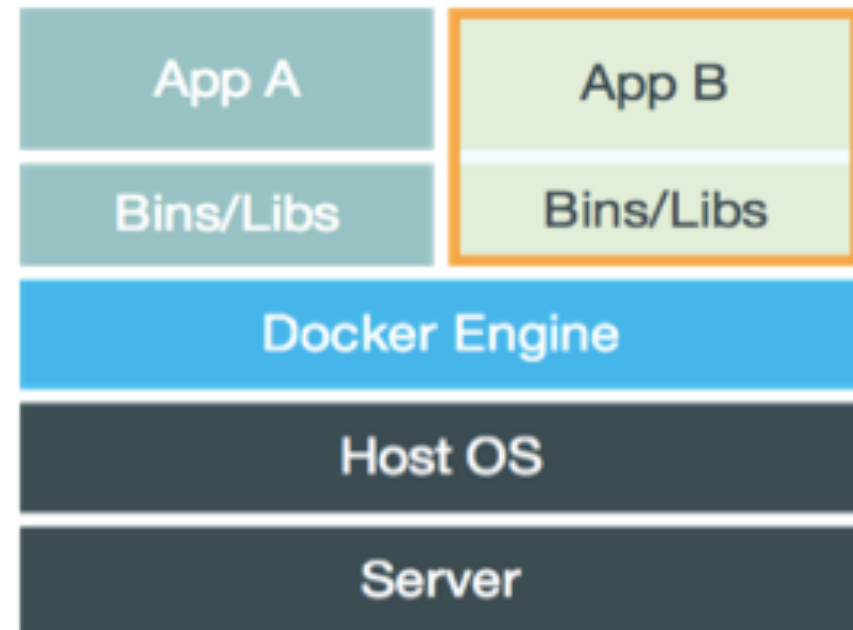 App A
App B
Bins/Libs
Bins/Libs
Docker Engine
Host OS
Server